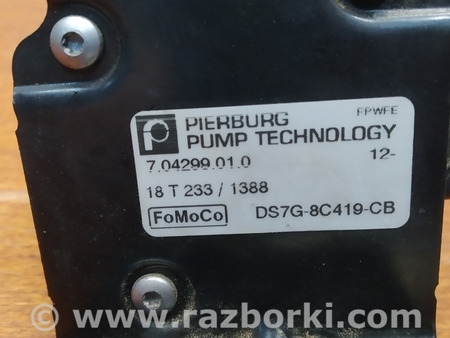 FPWFE
PIERBURG
PUMP TECHNOLOGY
7.04299.01.0 12-
18 T 233 / 1388
FoMoCo DS7G-8C419-CB
© www.razborki.com